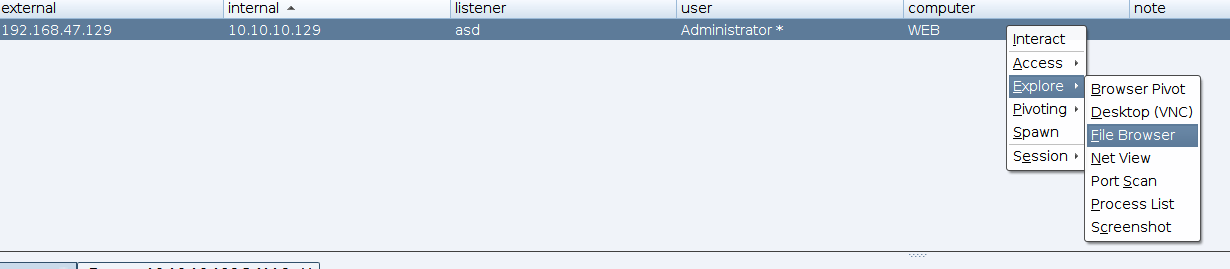 external internal listener user computer note
192.168.47.129 10.10.10.129 asd Administrator * WEB
Interact
Access
Explore
Pivoting
Spawn
Session
Browser Pivot
Desktop (VNC)
File Browser
Net View
Port Scan
Process List
Screenshot